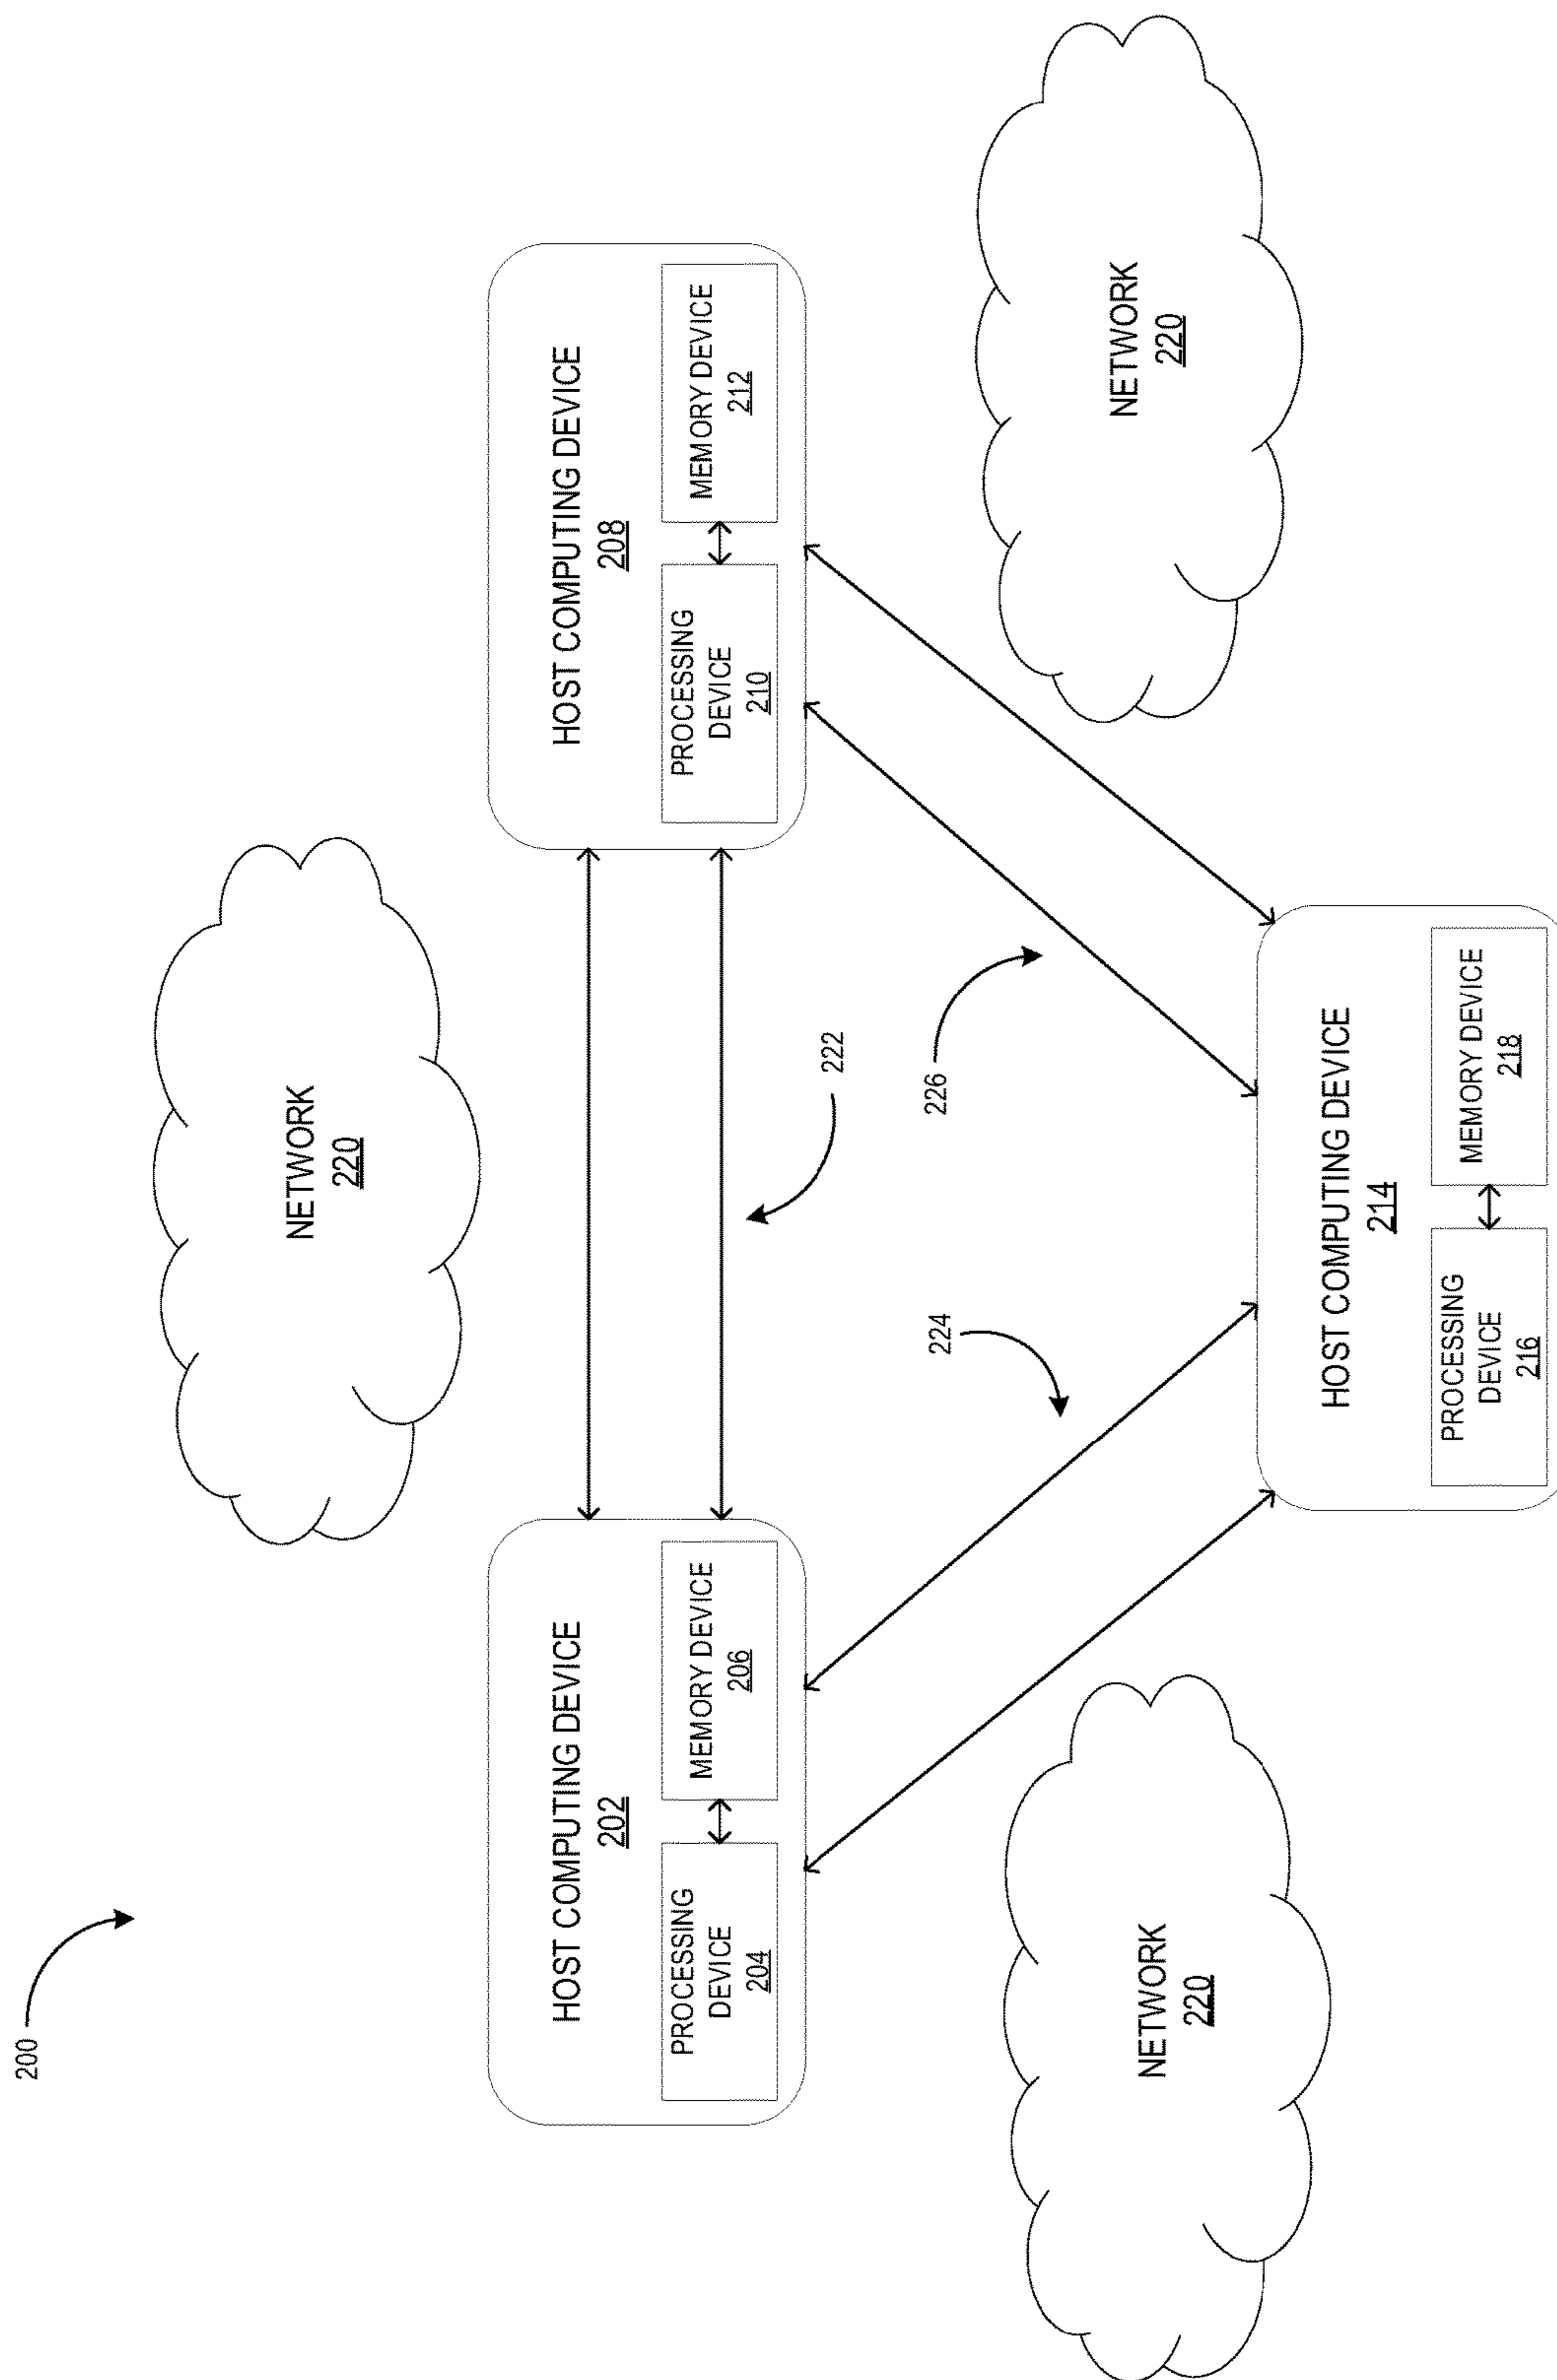 200
NETWORK
220
HOST COMPUTING DEVICE
202
PROCESSING
DEVICE
204
MEMORY DEVICE
206
HOST COMPUTING DEVICE
208
PROCESSING
DEVICE
210
MEMORY DEVICE
212
222
224
226
NETWORK
220
HOST COMPUTING DEVICE
214
PROCESSING
DEVICE
216
MEMORY DEVICE
218
NETWORK
220